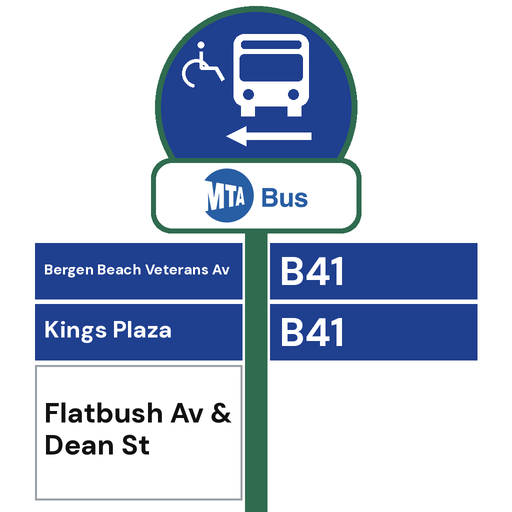 MTA Bus
Bergen Beach Veterans Av B41
Kings Plaza B41
Flatbush Av &
Dean St